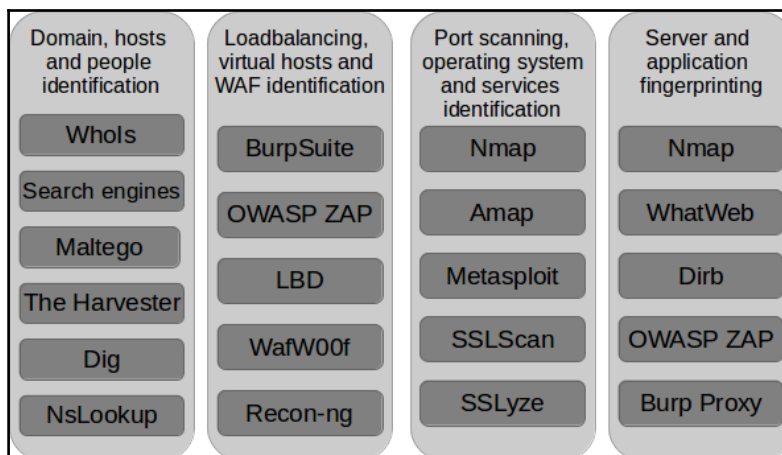 Domain, hosts
and people
identification
WhoIs
Search engines
Maltego
The Harvester
Dig
NsLookup
Loadbalancing,
virtual hosts and
WAF identification
BurpSuite
OWASP ZAP
LBD
WafW00f
Recon-ng
Port scanning,
operating system
and services
identification
Nmap
Amap
Metasploit
SSLScan
SSLyze
Server and
application
fingerprinting
Nmap
WhatWeb
Dirb
OWASP ZAP
Burp Proxy